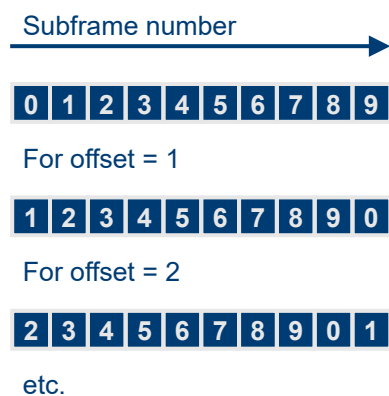 Subframe number
0 1 2 3 4 5 6 7 8 9
For offset = 1
1 2 3 4 5 6 7 8 9 0
For offset = 2
2 3 4 5 6 7 8 9 0 1
etc.